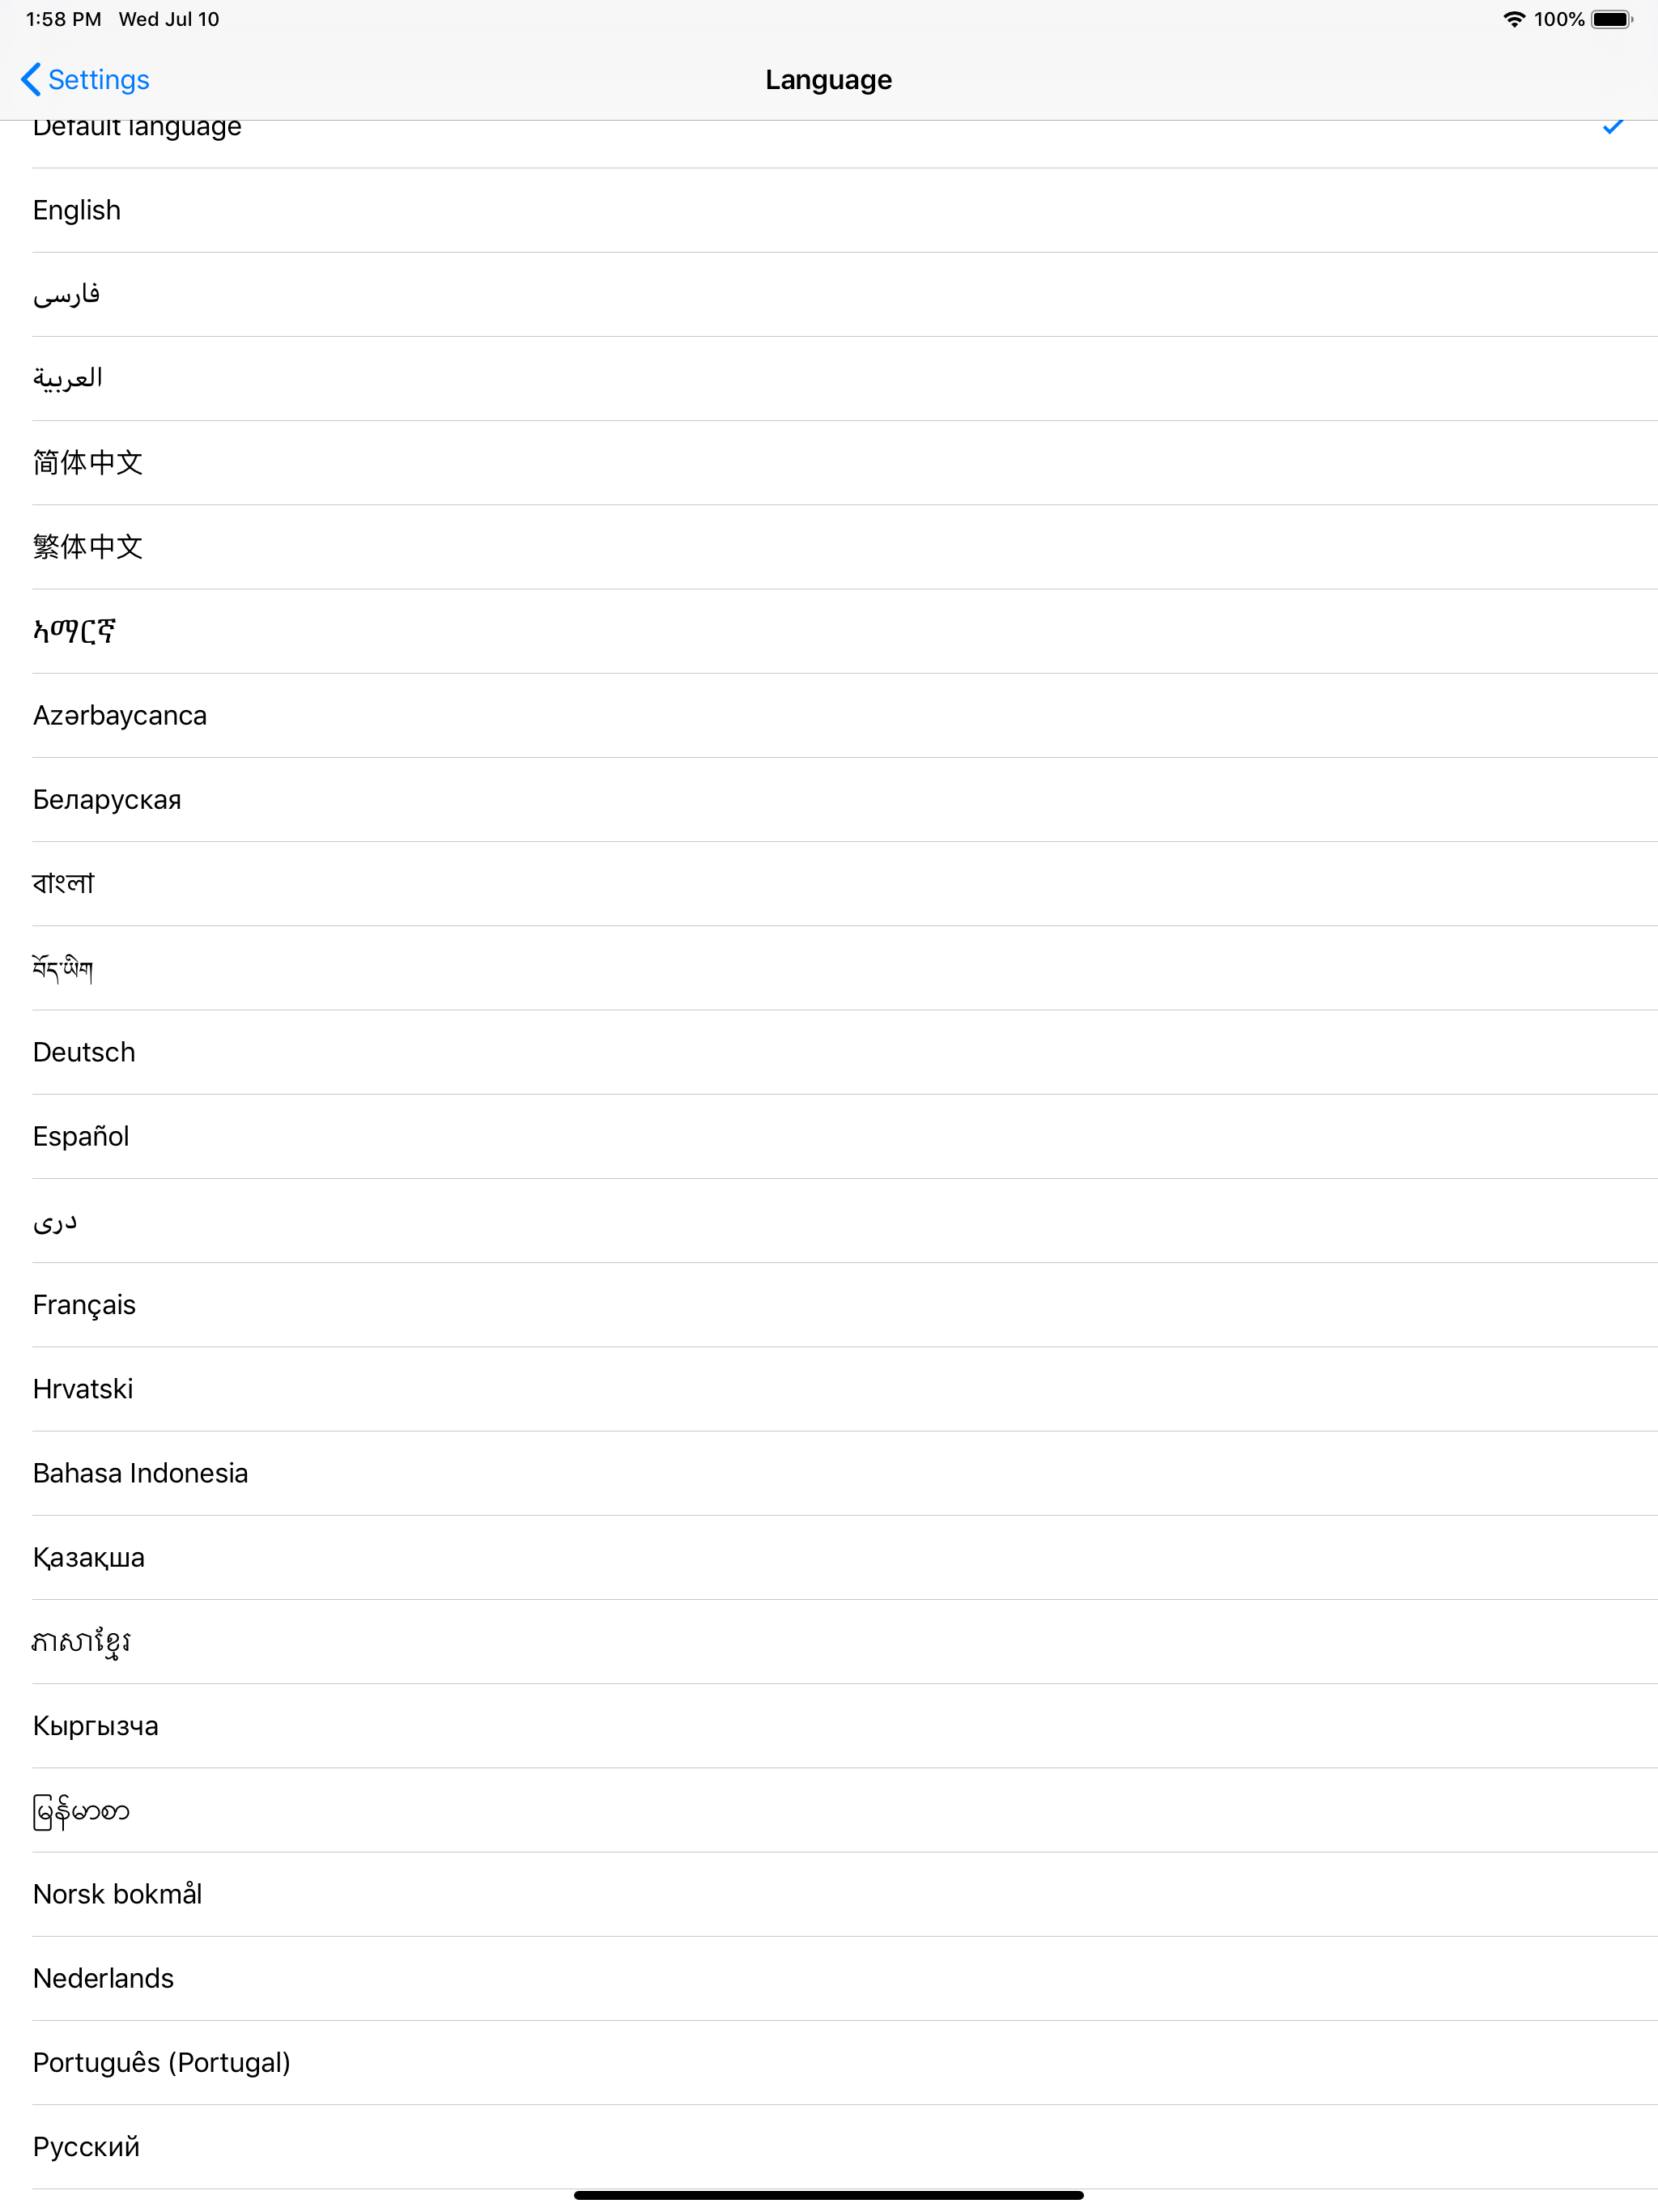 1:58 PM Wed Jul 10 100%
Settings Language
Default language
English
فارسی
العربية
简体中文
繁体中文
ኣማርኛ
Azərbaycanca
Беларуская
বাংলা
བོད་ཡིག
Deutsch
Español
دری
Français
Hrvatski
Bahasa Indonesia
Қазақша
ភាសាខ្មែរ
Кыргызча
မြန်မာစာ
Norsk bokmål
Nederlands
Português (Portugal)
Русский